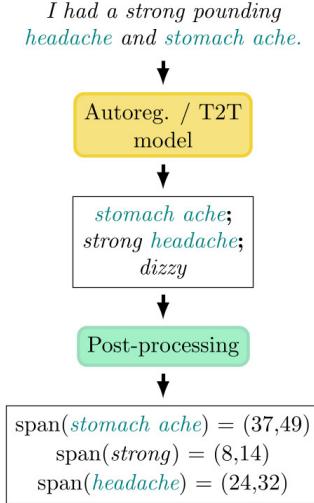 I had a strong pounding
headache and stomach ache.
Autoreg. / T2T
model
stomach ache;
strong headache;
dizzy
Post-processing
span(stomach ache) = (37,49)
span(strong) = (8,14)
span(headache) = (24,32)